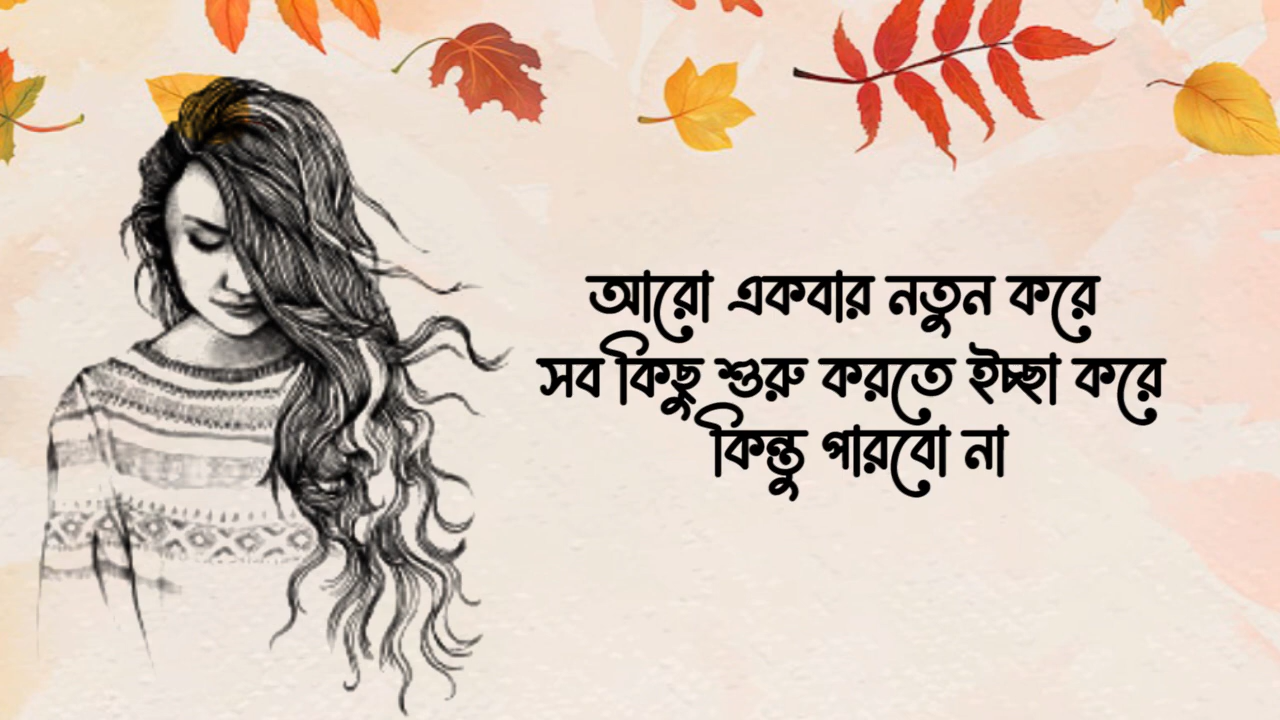 আরো একবার নতুন করে
সব কিছু শুরু করতে ইচ্ছা করে
কিন্তু পারবো না